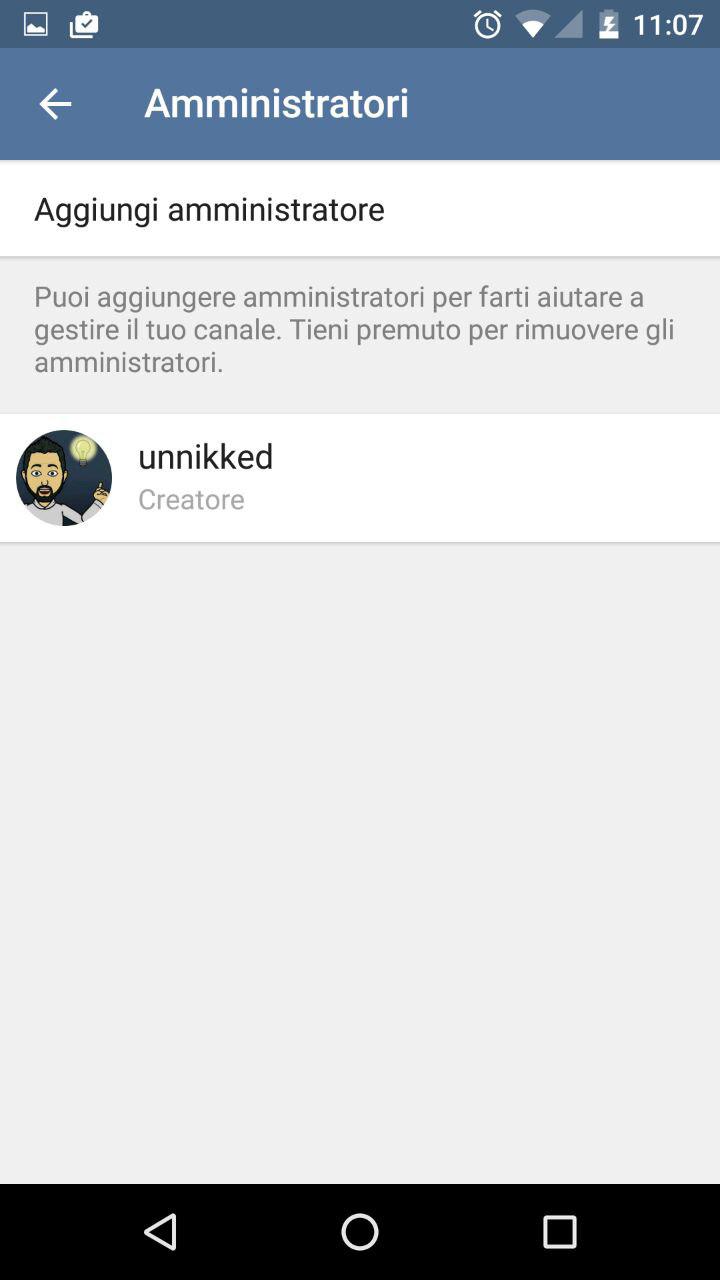 11:07
Amministratori
Aggiungi amministratore
Puoi aggiungere amministratori per farti aiutare a
gestire il tuo canale. Tieni premuto per rimuovere gli
amministratori.
unnikked
Creatore